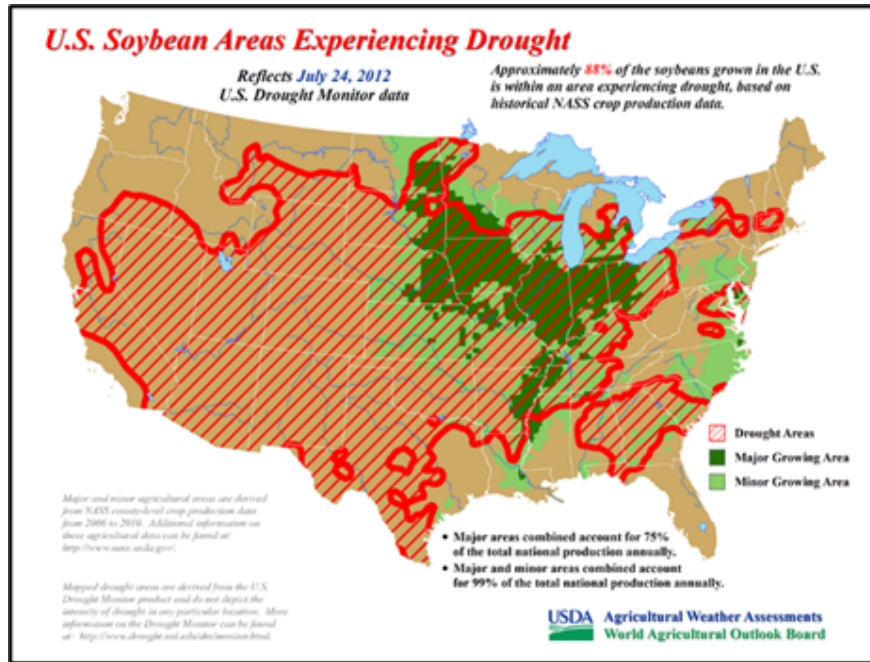 U.S. Soybean Areas Experiencing Drought
Reflects July 24, 2012
U.S. Drought Monitor data
Approximately 88% of the soybeans grown in the U.S.
is within an area experiencing drought, based on
historical NASS crop production data.
Drought Areas
Major Growing Area
Minor Growing Area
Major and minor agricultural areas are derived
from NASS county-level crop production data
from 2006 to 2010. Additional information on
these agricultural data can be found at:
http://www.nass.usda.gov/.
• Major areas combined account for 75%
of the total national production annually.
• Major and minor areas combined account
for 99% of the total national production annually.
Mapped drought areas are derived from the U.S.
Drought Monitor product and do not depict the
intensity of drought in any particular location. More
information on the Drought Monitor can be found
at: http://www.drought.unl.edu/dm/monitor.html.
USDA Agricultural Weather Assessments
World Agricultural Outlook Board